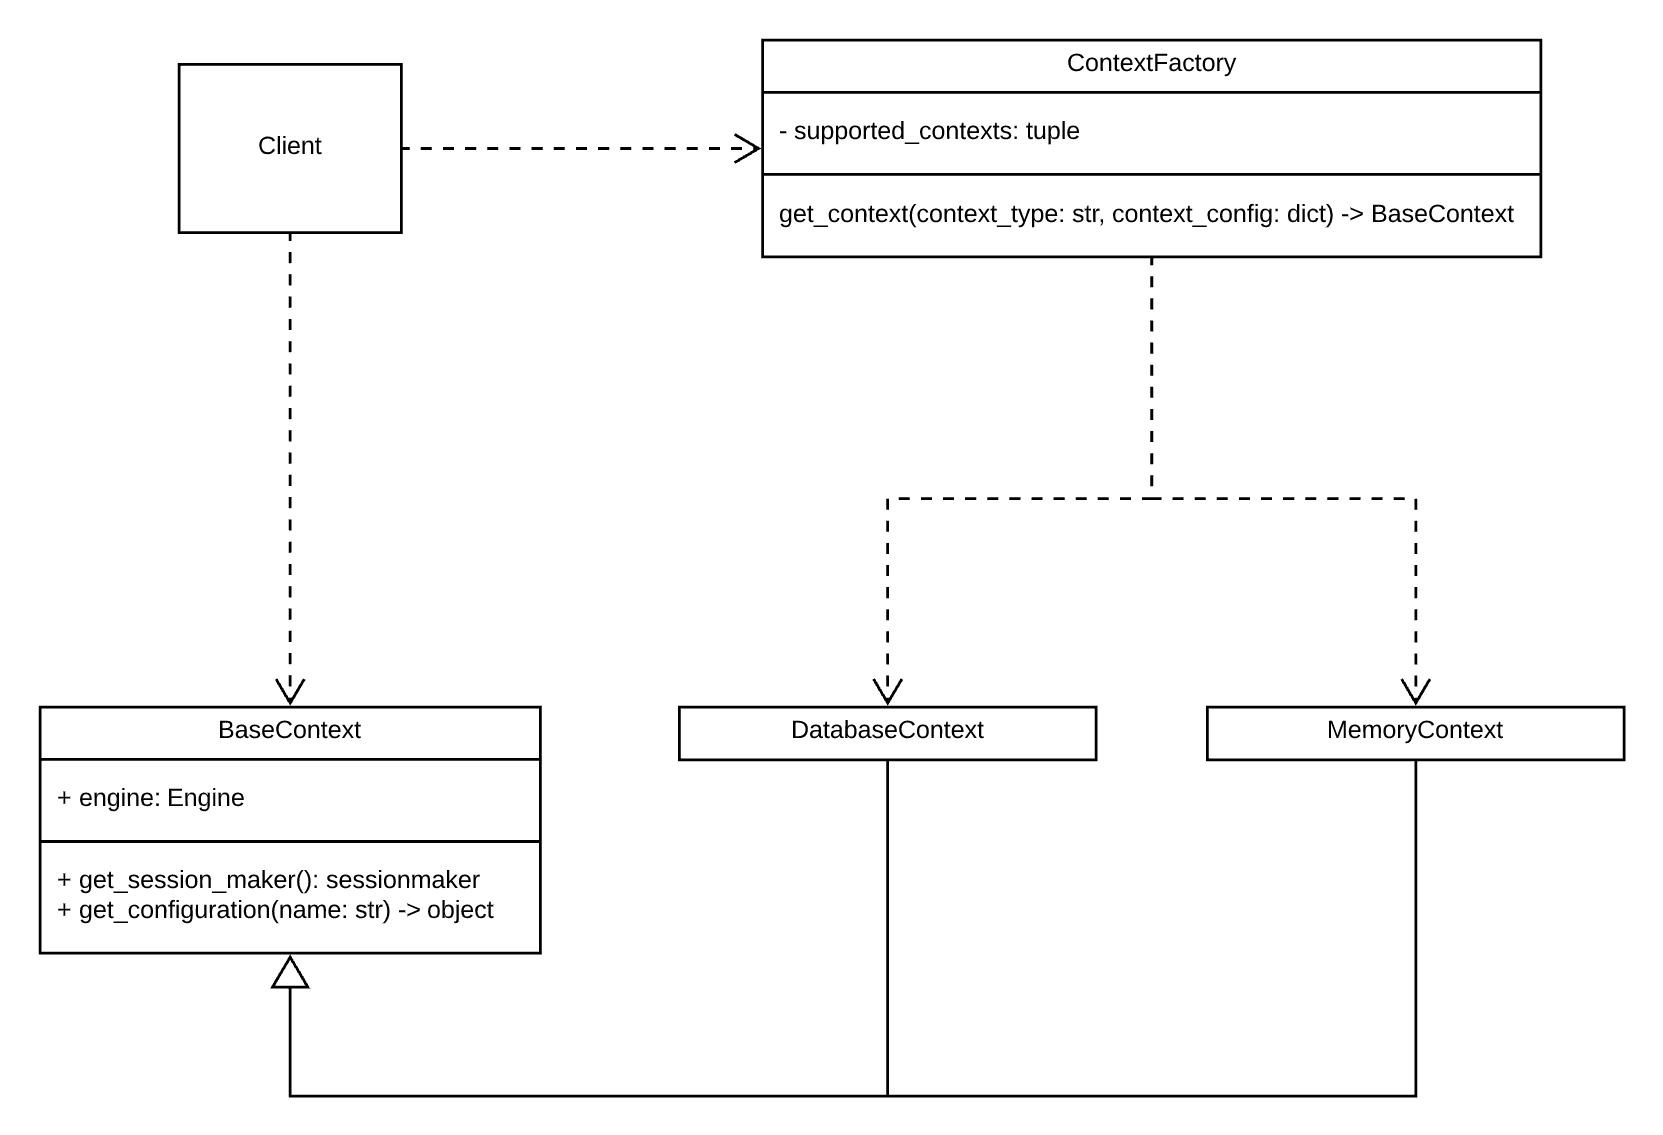 Client
ContextFactory
- supported_contexts: tuple
get_context(context_type: str, context_config: dict) -> BaseContext
BaseContext
+ engine: Engine
+ get_session_maker(): sessionmaker
+ get_configuration(name: str) -> object
DatabaseContext
MemoryContext